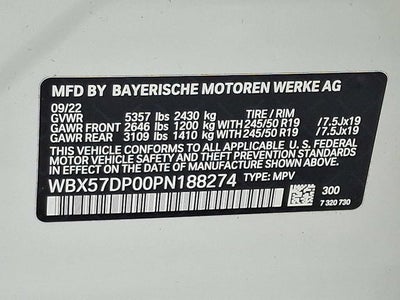 MFD BY BAYERISCHE MOTOREN WERKE AG
09/22
GVWR 5357 lbs 2430 kg TIRE / RIM
GAWR FRONT 2646 lbs 1200 kg WITH 245/50 R19 / 7.5Jx19
GAWR REAR 3109 lbs 1410 kg WITH 245/50 R19 / 7.5Jx19
THIS VEHICLE CONFORMS TO ALL APPLICABLE U. S. FEDERAL
MOTOR VEHICLE SAFETY, BUMPER, AND THEFT PREVENTION STANDARDS
IN EFFECT ON THE DATE OF MANUFACTURE SHOWN ABOVE.
WBX57DP00PN188274 TYPE: MPV
300
7 320 730